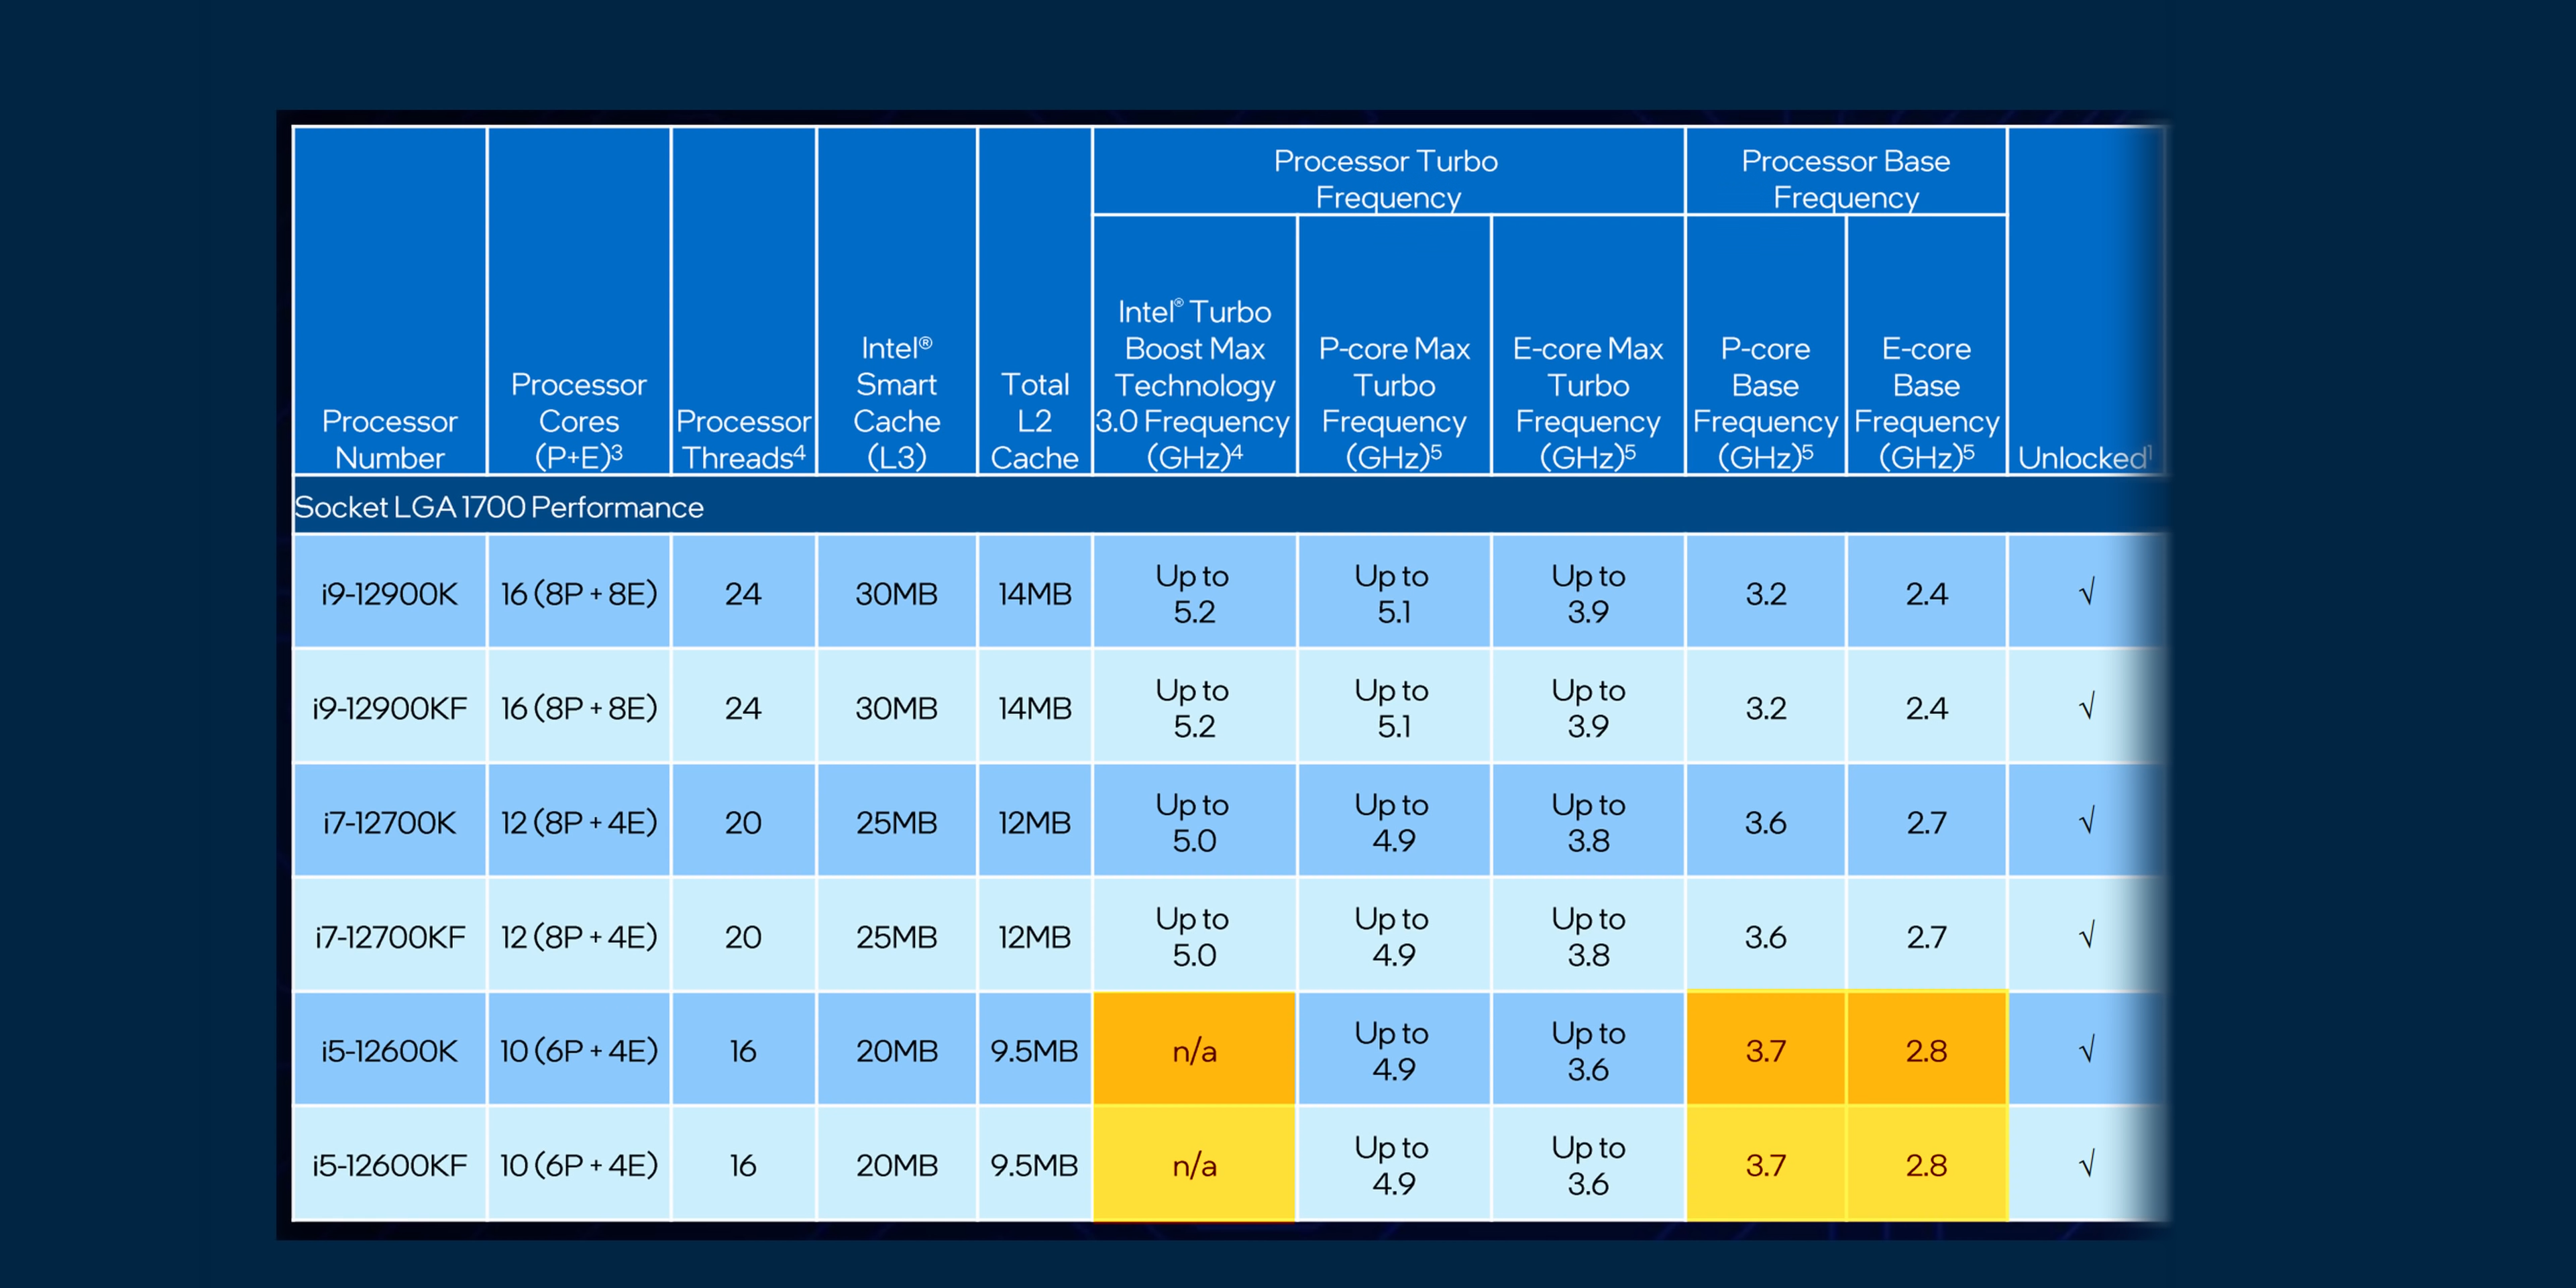 Processor Turbo
Frequency
Processor Base
Frequency
Processor
Number
Processor
Cores
(P+E)³
Processor
Threads⁴
Intel®
Smart
Cache
(L3)
Total
L2
Cache
Intel® Turbo
Boost Max
Technology
3.0 Frequency
(GHz)⁴
P-core Max
Turbo
Frequency
(GHz)⁵
E-core Max
Turbo
Frequency
(GHz)⁵
P-core
Base
Frequency
(GHz)⁵
E-core
Base
Frequency
(GHz)⁵
Unlocked¹
Socket LGA 1700 Performance
i9-12900K 16 (8P + 8E) 24 30MB 14MB Up to 5.2 Up to 5.1 Up to 3.9 3.2 2.4 √
i9-12900KF 16 (8P + 8E) 24 30MB 14MB Up to 5.2 Up to 5.1 Up to 3.9 3.2 2.4 √
i7-12700K 12 (8P + 4E) 20 25MB 12MB Up to 5.0 Up to 4.9 Up to 3.8 3.6 2.7 √
i7-12700KF 12 (8P + 4E) 20 25MB 12MB Up to 5.0 Up to 4.9 Up to 3.8 3.6 2.7 √
i5-12600K 10 (6P + 4E) 16 20MB 9.5MB n/a Up to 4.9 Up to 3.6 3.7 2.8 √
i5-12600KF 10 (6P + 4E) 16 20MB 9.5MB n/a Up to 4.9 Up to 3.6 3.7 2.8 √